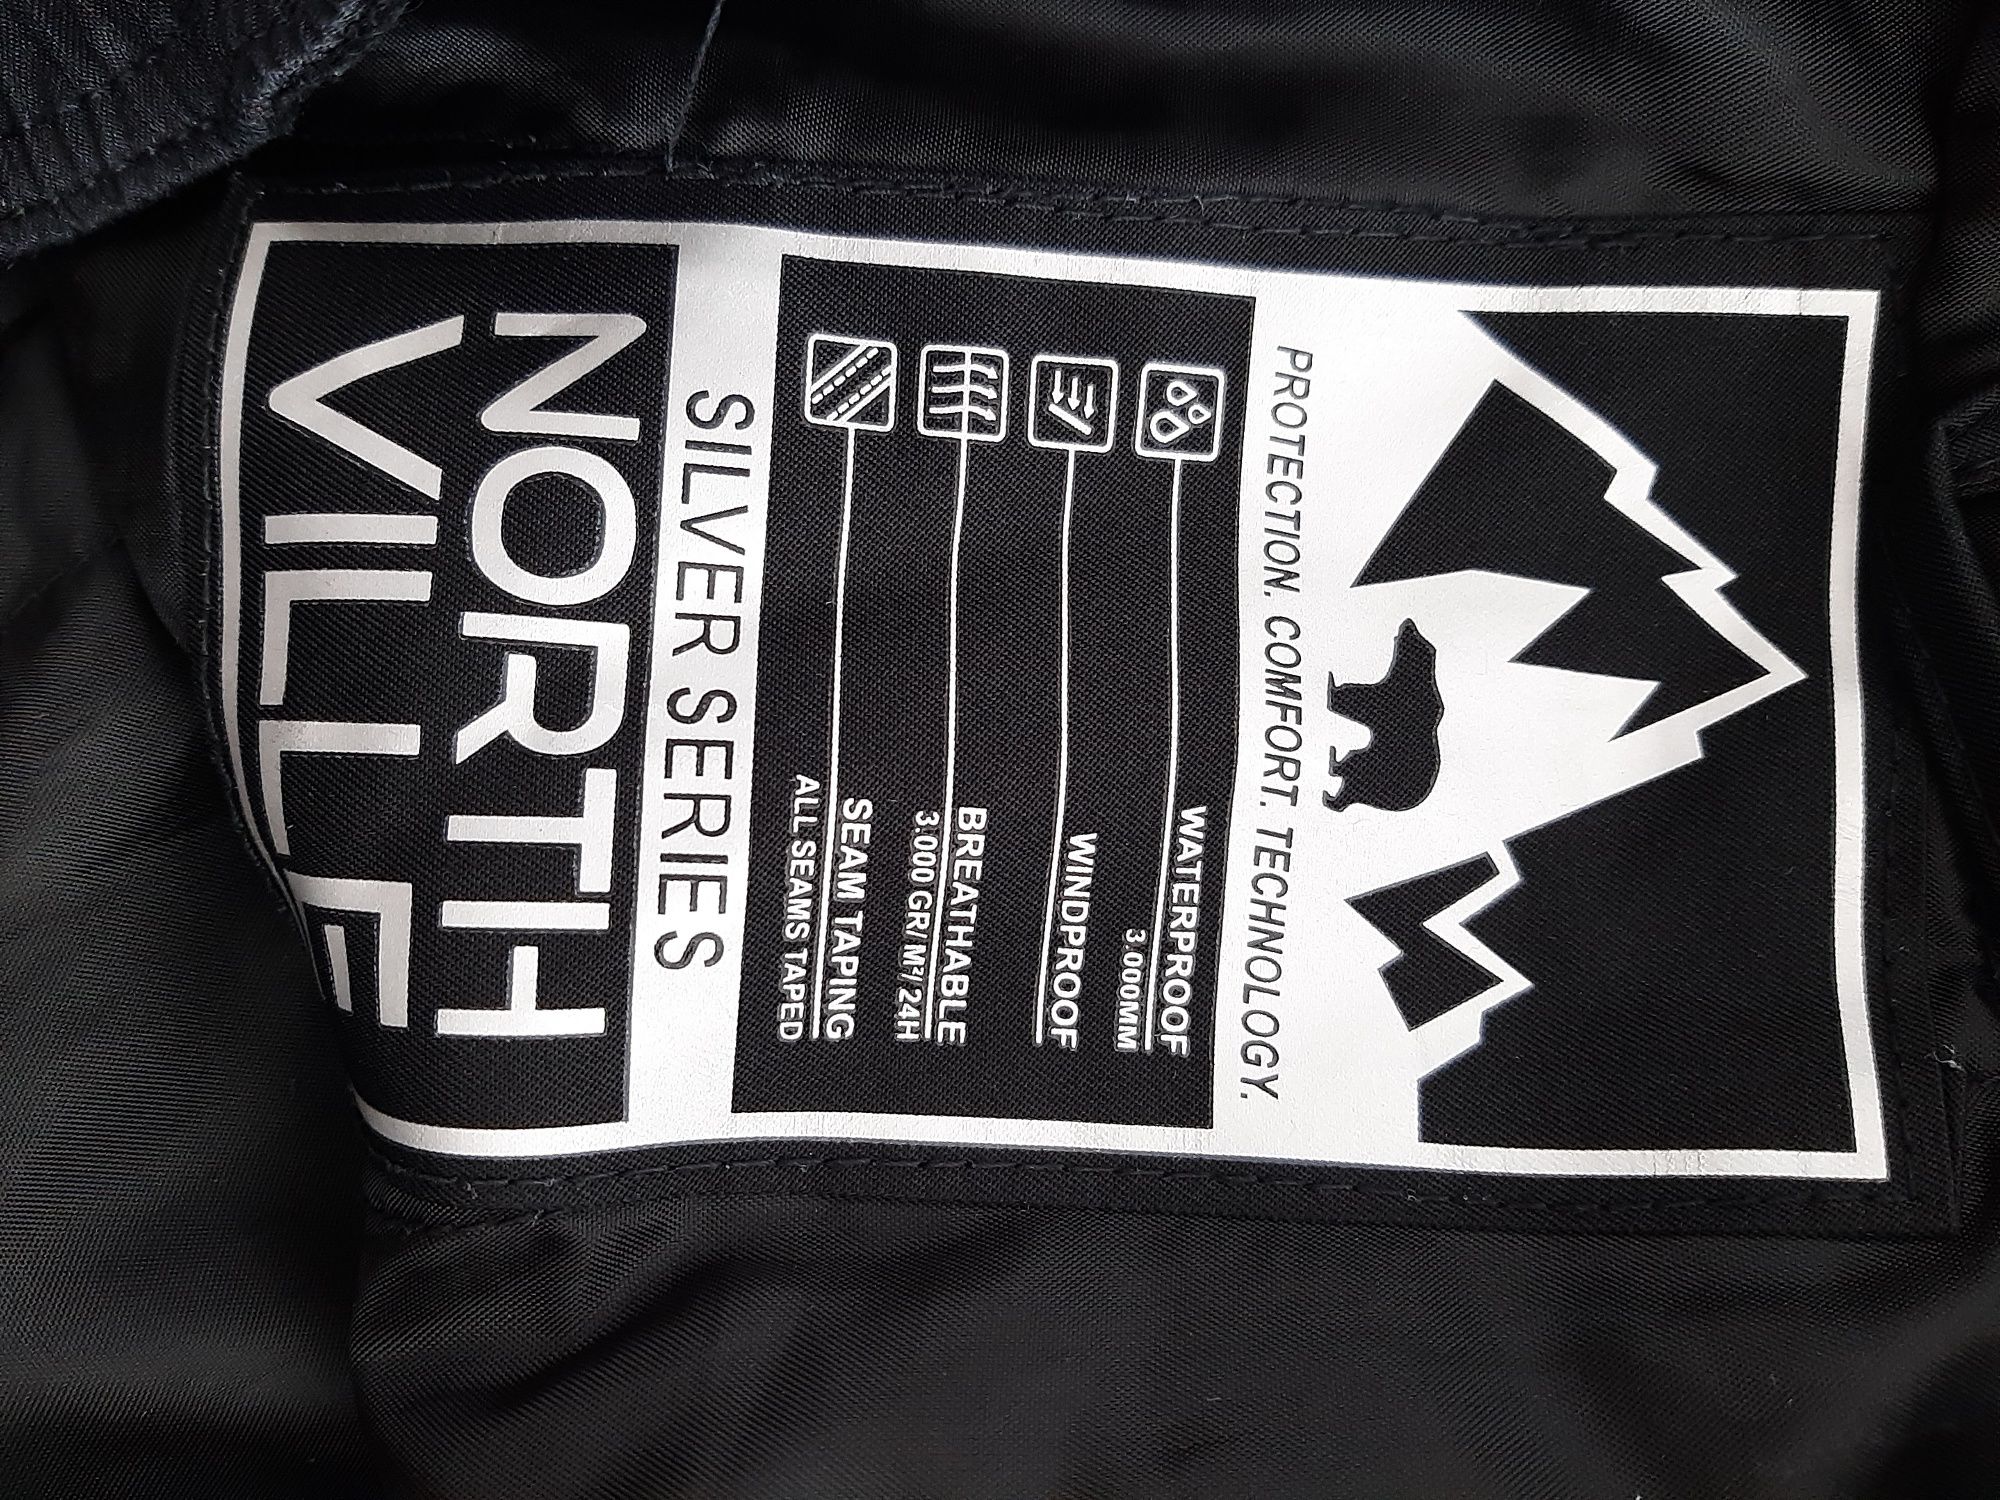 PROTECTION. COMFORT. TECHNOLOGY.
WATERPROOF
3.000MM
WINDPROOF
BREATHABLE
3.000 GR/ M²/ 24H
SEAM TAPING
ALL SEAMS TAPED
SILVER SERIES
NORTH
VILLE